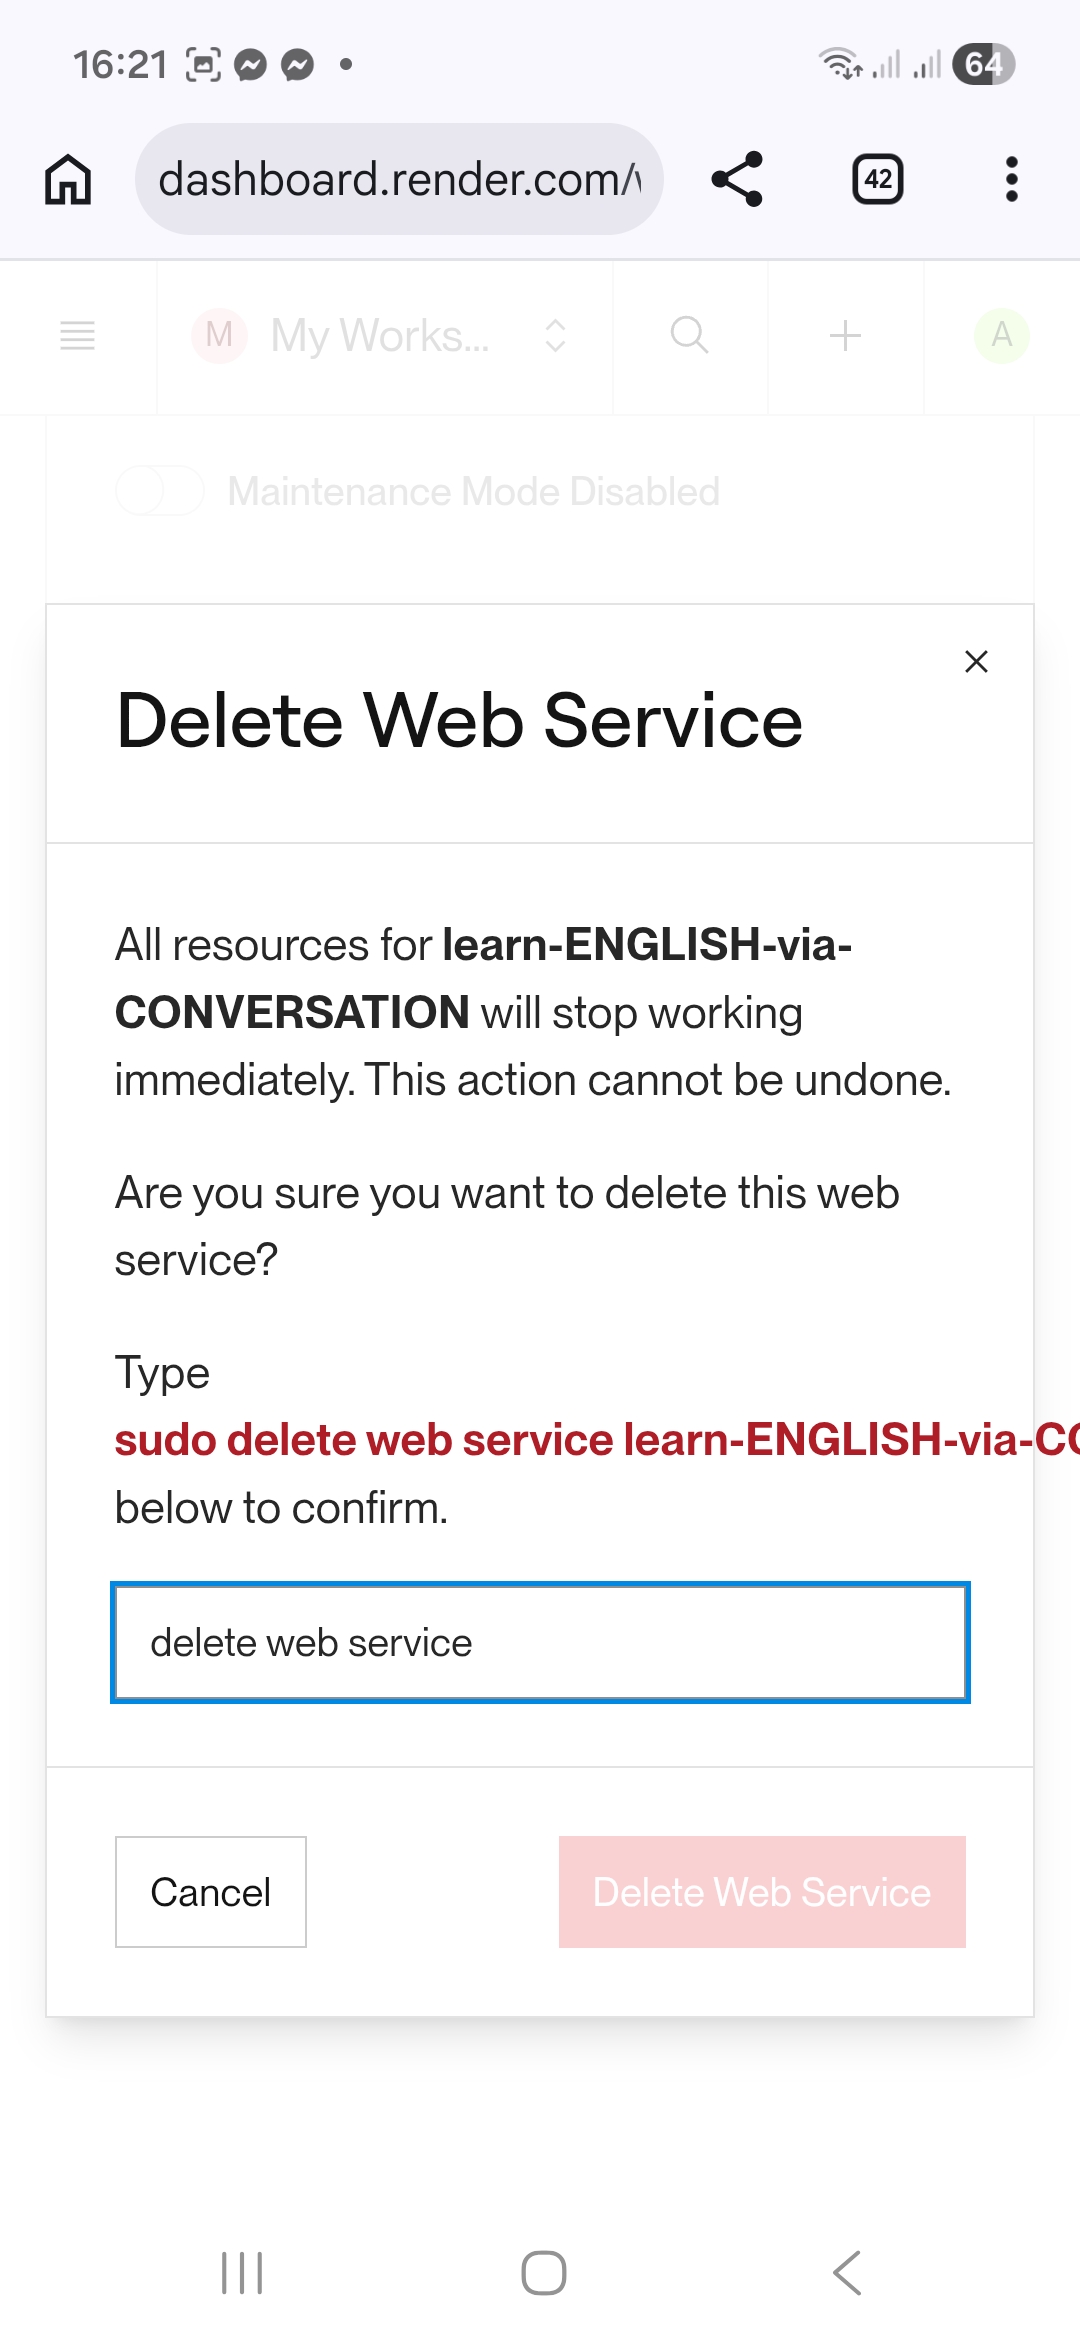 16:21
64
dashboard.render.com/
42
M My Works... A
Maintenance Mode Disabled
Delete Web Service
All resources for learn-ENGLISH-via-
CONVERSATION will stop working
immediately. This action cannot be undone.
Are you sure you want to delete this web
service?
Type
sudo delete web service learn-ENGLISH-via-CO
below to confirm.
delete web service
Cancel
Delete Web Service